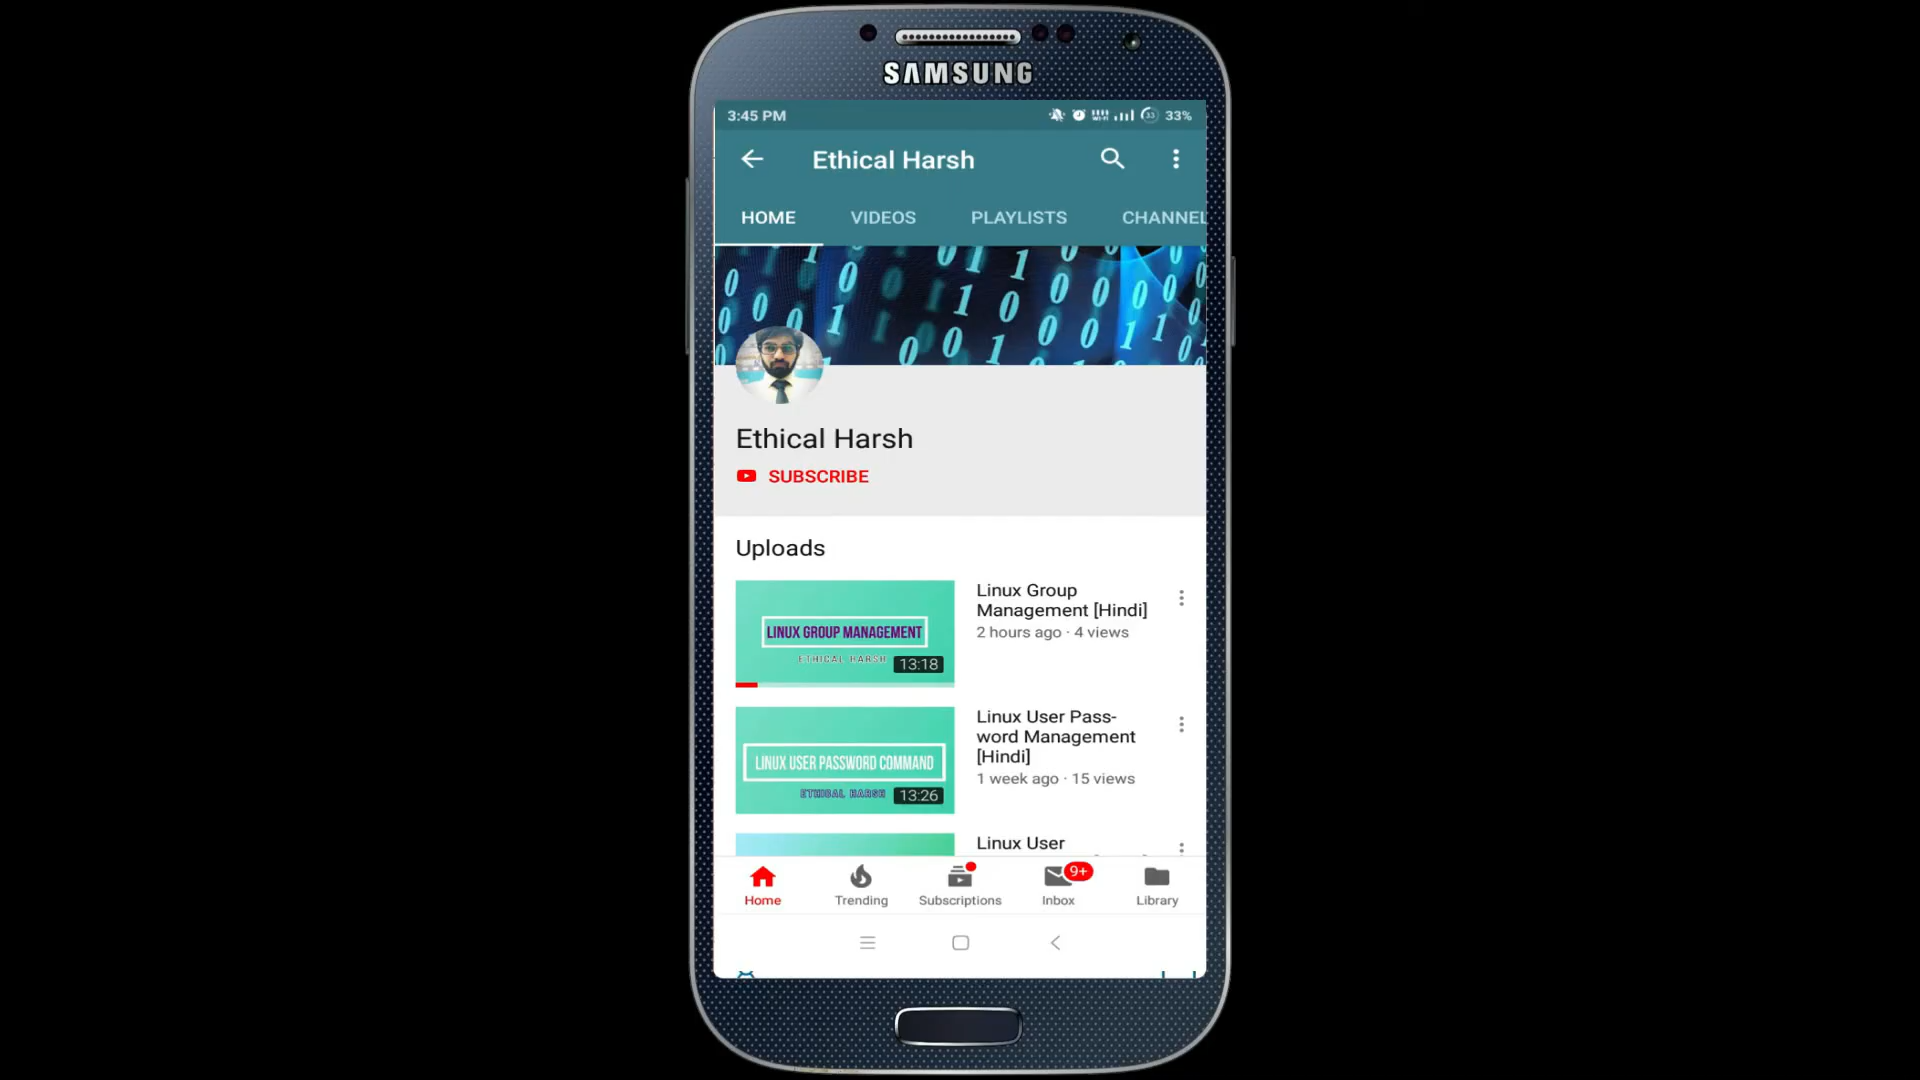 SAMSUNG
3:45 PM
33 33%
Ethical Harsh
HOME VIDEOS PLAYLISTS CHANNEL
Ethical Harsh
SUBSCRIBE
Uploads
LINUX GROUP MANAGEMENT
ETHICAL HARSH
13:18
Linux Group
Management [Hindi]
2 hours ago · 4 views
LINUX USER PASSWORD COMMAND
ETHICAL HARSH
13:26
Linux User Pass-
word Management
[Hindi]
1 week ago · 15 views
Linux User
9+
Home Trending Subscriptions Inbox Library